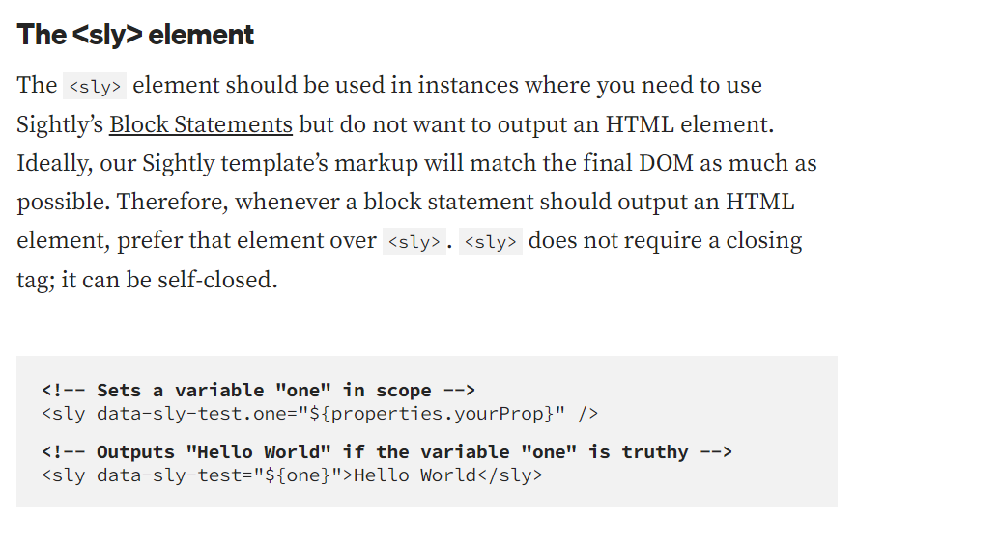 The <sly> element
The <sly> element should be used in instances where you need to use
Sightly’s Block Statements but do not want to output an HTML element.
Ideally, our Sightly template’s markup will match the final DOM as much as
possible. Therefore, whenever a block statement should output an HTML
element, prefer that element over <sly>. <sly> does not require a closing
tag; it can be self-closed.
<!-- Sets a variable "one" in scope -->
<sly data-sly-test.one="${properties.yourProp}" />
<!-- Outputs "Hello World" if the variable "one" is truthy -->
<sly data-sly-test="${one}">Hello World</sly>